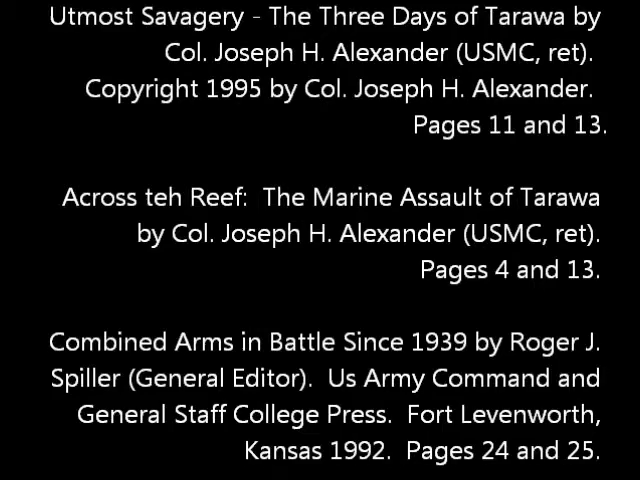 Utmost Savagery - The Three Days of Tarawa by
Col. Joseph H. Alexander (USMC, ret).
Copyright 1995 by Col. Joseph H. Alexander.
Pages 11 and 13.
Across teh Reef:  The Marine Assault of Tarawa
by Col. Joseph H. Alexander (USMC, ret).
Pages 4 and 13.
Combined Arms in Battle Since 1939 by Roger J.
Spiller (General Editor).  Us Army Command and
General Staff College Press.  Fort Levenworth,
Kansas 1992.  Pages 24 and 25.